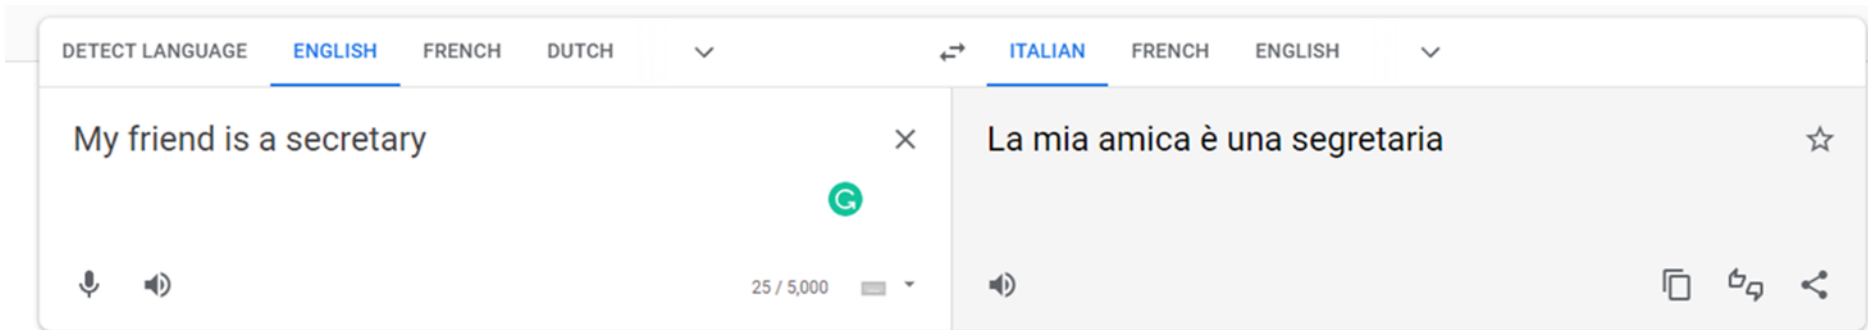 DETECT LANGUAGE ENGLISH FRENCH DUTCH ITALIAN FRENCH ENGLISH
My friend is a secretary
La mia amica è una segretaria
25 / 5,000